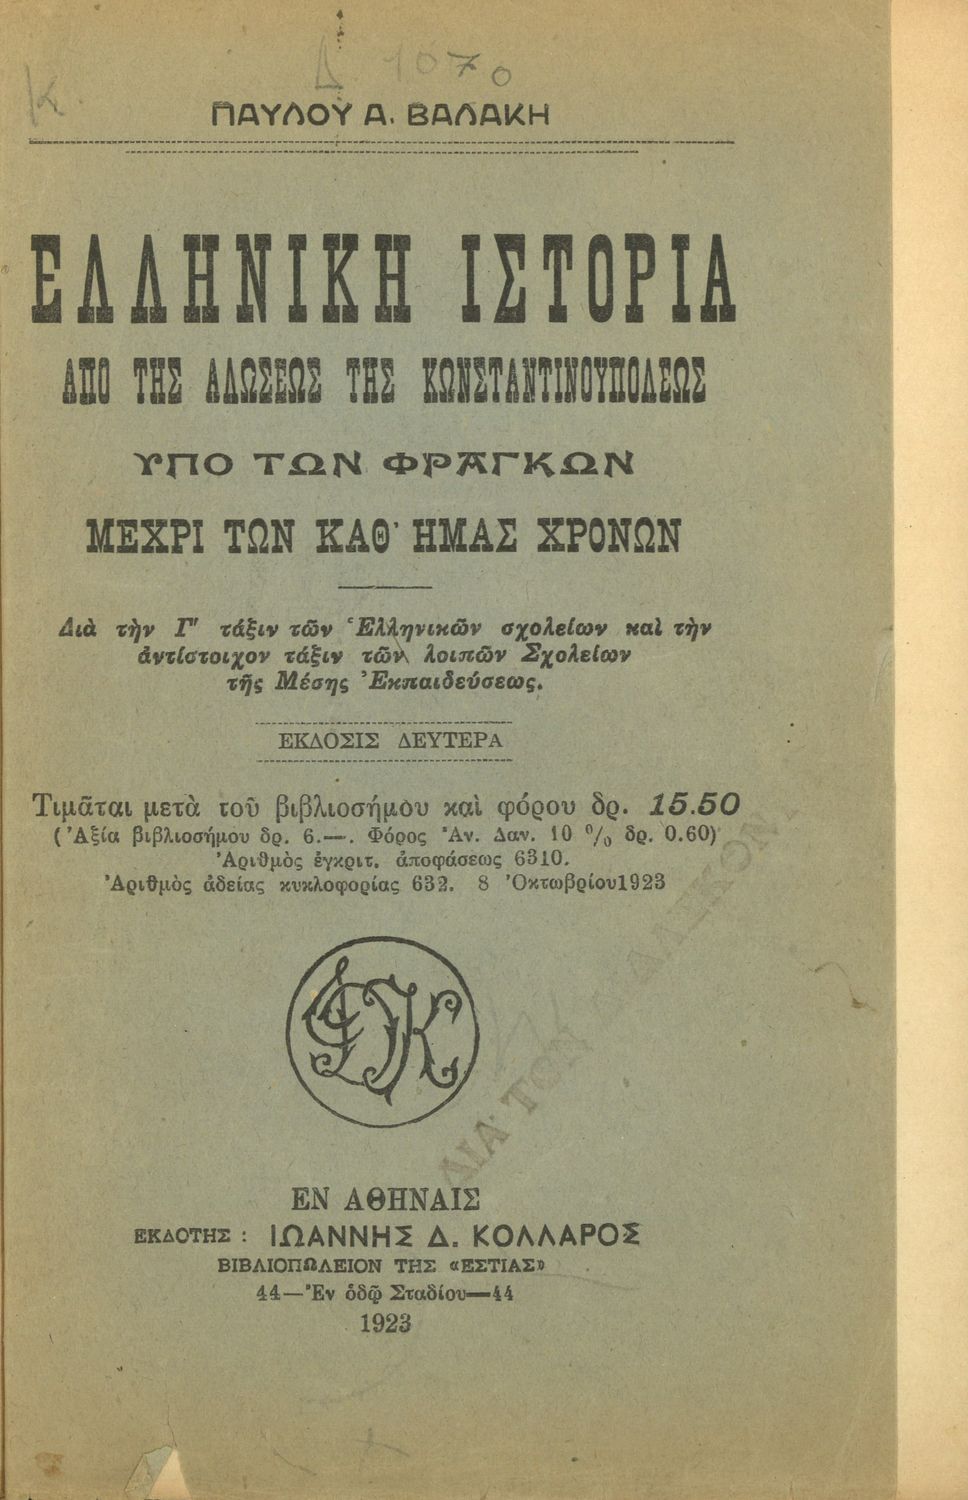 Δ 1070
Κ.
ΠΑΥΛΟΥ Α. ΒΑΛΑΚΗ
ΕΛΛΗΝΙΚΗ ΙΣΤΟΡΙΑ
ΑΠΟ ΤΗΣ ΑΛΩΣΕΩΣ ΤΗΣ ΚΩΝΣΤΑΝΤΙΝΟΥΠΟΛΕΩΣ
ΥΠΟ ΤΩΝ ΦΡΑΓΚΩΝ
ΜΕΧΡΙ ΤΩΝ ΚΑΘ' ΗΜΑΣ ΧΡΟΝΩΝ
Διὰ τὴν Γ' τάξιν τῶν Ἑλληνικῶν σχολείων καὶ τὴν
ἀντίστοιχον τάξιν τῶν λοιπῶν Σχολείων
τῆς Μέσης Ἐκπαιδεύσεως.
ΕΚΔΟΣΙΣ ΔΕΥΤΕΡΑ
Τιμᾶται μετὰ τοῦ βιβλιοσήμου καὶ φόρου δρ. 15.50
(Ἀξία βιβλιοσήμου δρ. 6.—. Φόρος Ἀν. Δαν. 10 % δρ. 0.60)
Ἀριθμὸς ἐγκριτ. ἀποφάσεως 6310.
Ἀριθμὸς ἀδείας κυκλοφορίας 632. 8 Ὀκτωβρίου 1923
ΙΔΚ
ΔΙΑ ΤΟΥ
ΕΝ ΑΘΗΝΑΙΣ
ΕΚΔΟΤΗΣ : ΙΩΑΝΝΗΣ Δ. ΚΟΛΛΑΡΟΣ
ΒΙΒΛΙΟΠΩΛΕΙΟΝ ΤΗΣ «ΕΣΤΙΑΣ»
44—Ἐν ὁδῷ Σταδίου—44
1923